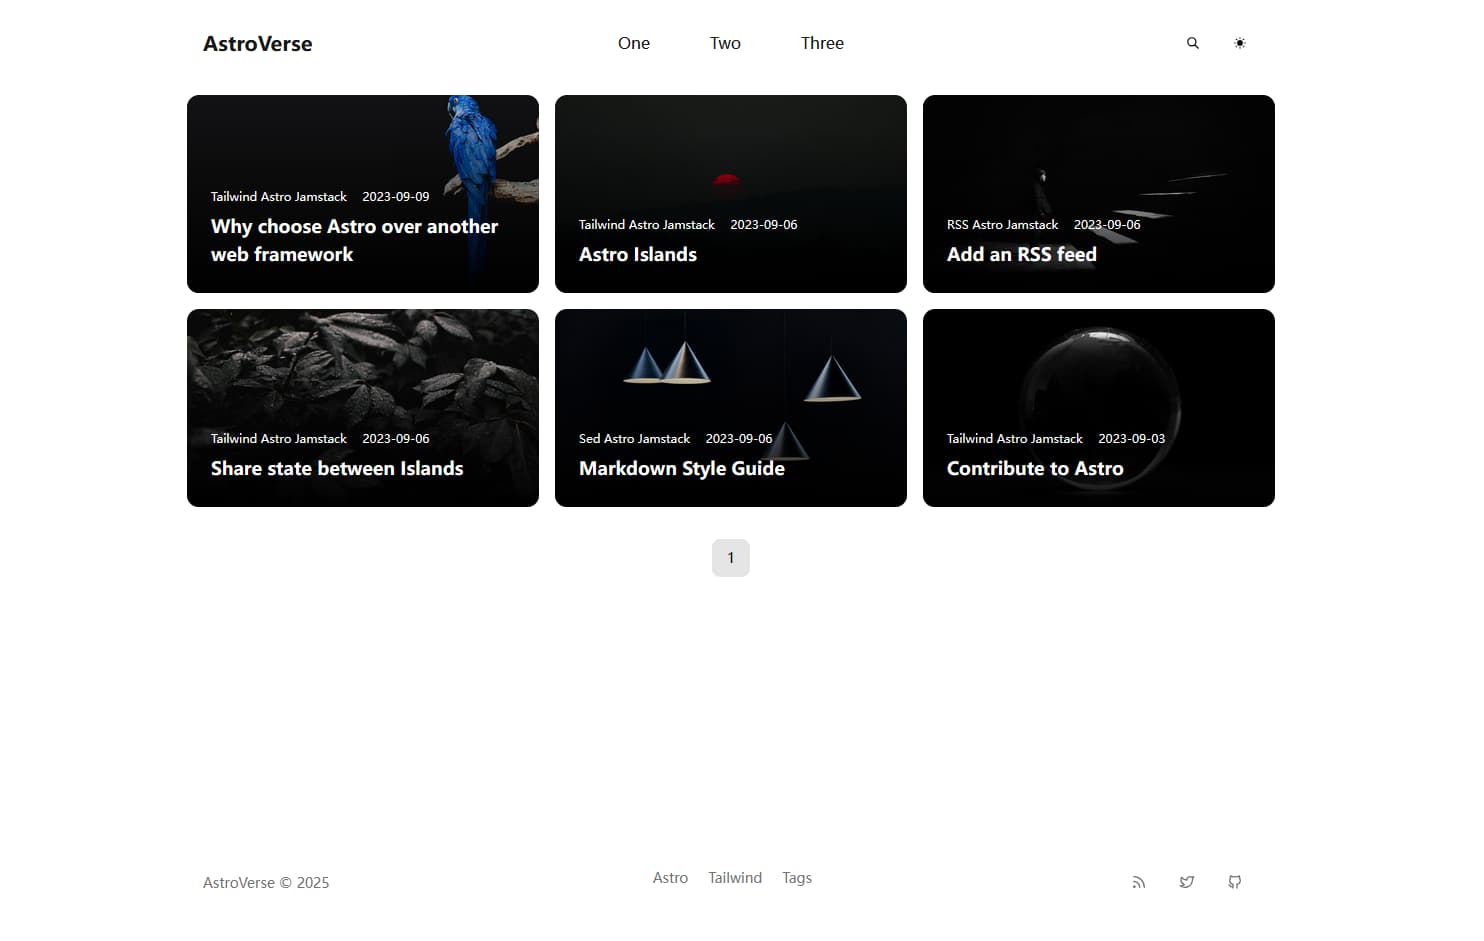 AstroVerse
One
Two
Three
Tailwind Astro Jamstack 2023-09-09
Why choose Astro over another
web framework
Tailwind Astro Jamstack 2023-09-06
Astro Islands
RSS Astro Jamstack 2023-09-06
Add an RSS feed
Tailwind Astro Jamstack 2023-09-06
Share state between Islands
Sed Astro Jamstack 2023-09-06
Markdown Style Guide
Tailwind Astro Jamstack 2023-09-03
Contribute to Astro
1
AstroVerse © 2025
Astro
Tailwind
Tags